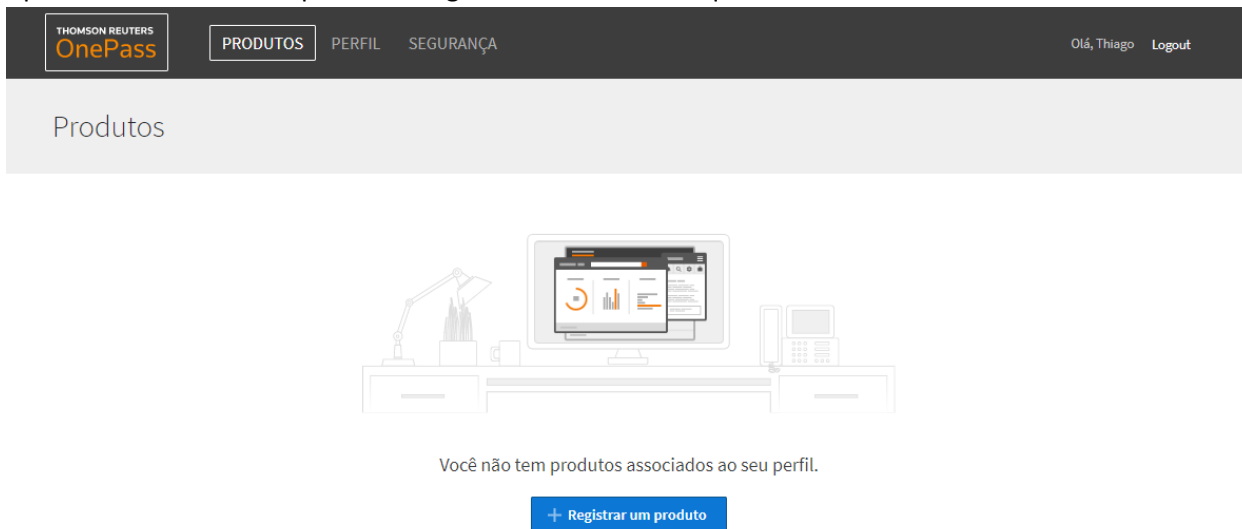 THOMSON REUTERS
OnePass
PRODUTOS PERFIL SEGURANÇA
Olá, Thiago Logout
Produtos
Você não tem produtos associados ao seu perfil.
+ Registrar um produto